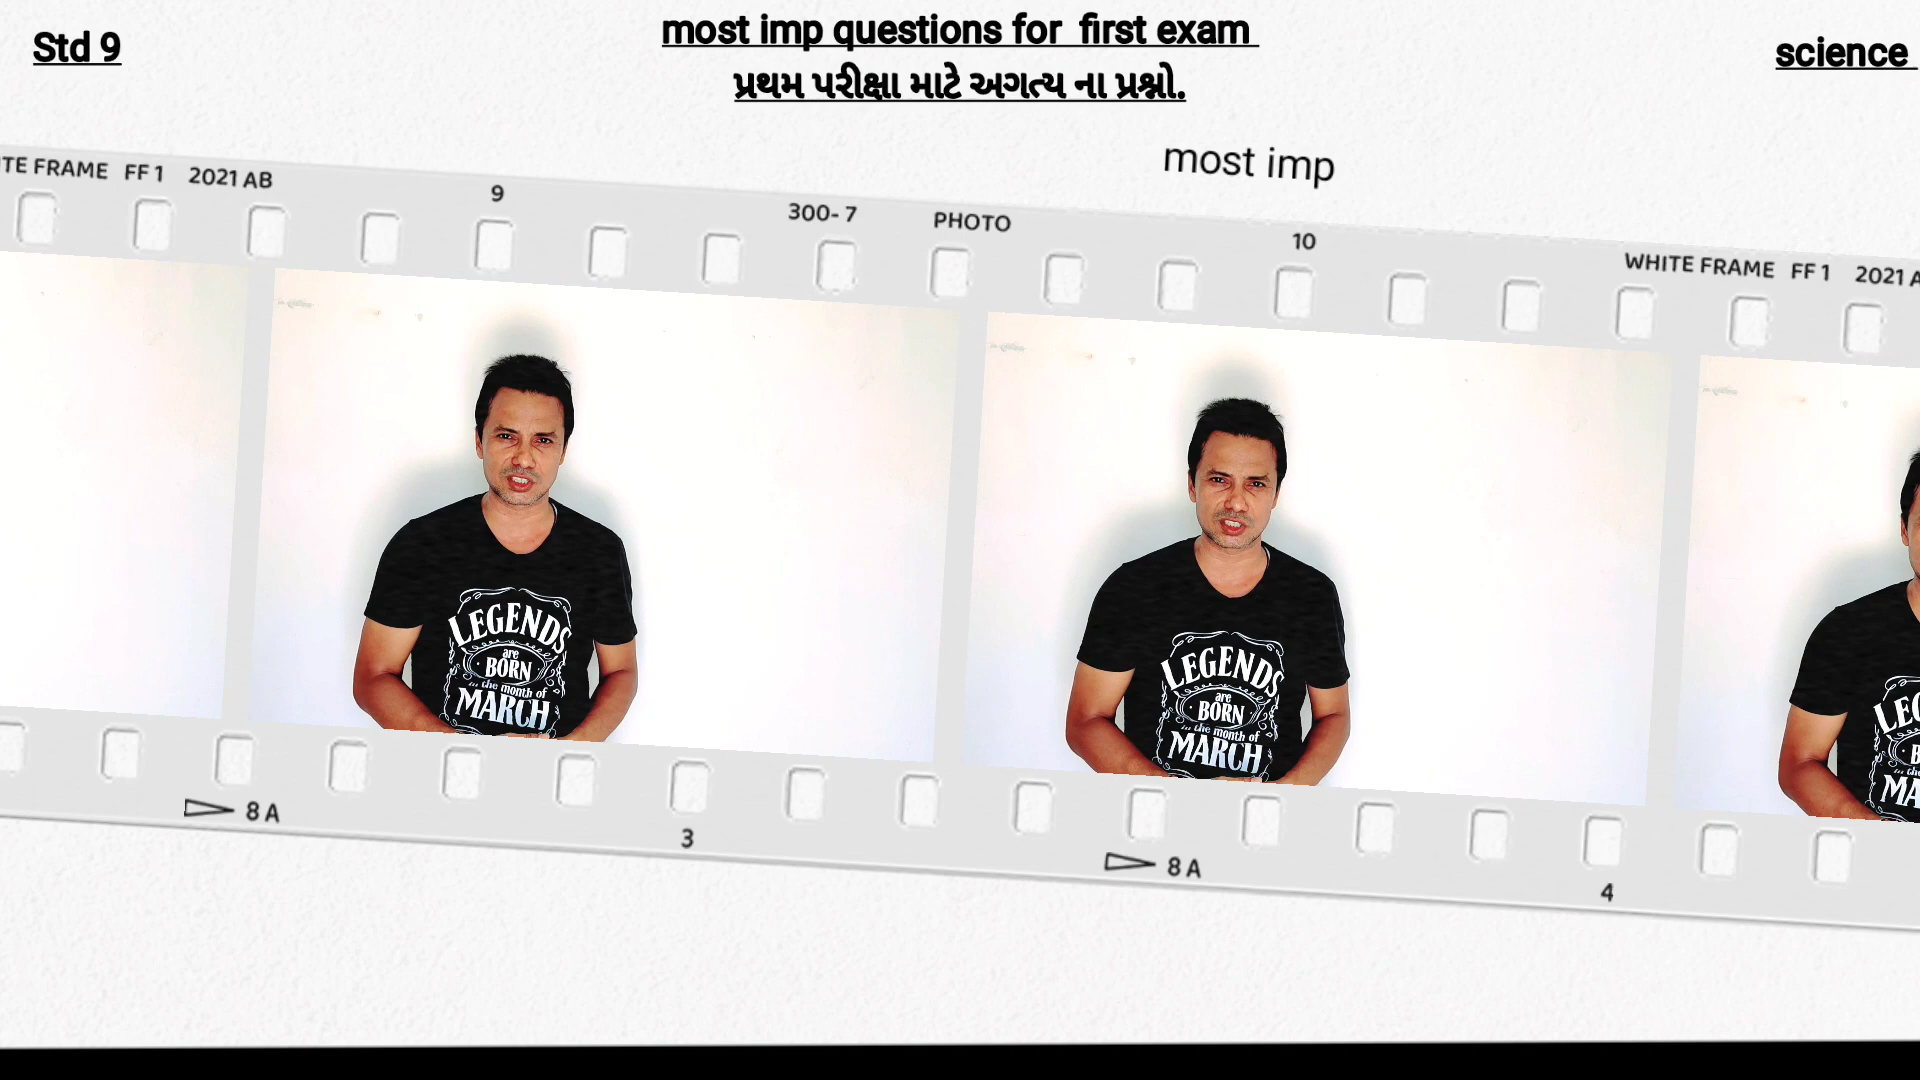 Std 9
most imp questions for first exam
science
પ્રથમ પરીક્ષા માટે અગત્ય ના પ્રશ્નો.
most imp
ITE FRAME FF 1 2021 AB
9
300- 7
PHOTO
10
WHITE FRAME FF 1 2021 A
LEGENDS
are
BORN
in the month of
MARCH
LEGENDS
are
BORN
in the month of
MARCH
8 A
3
8 A
4